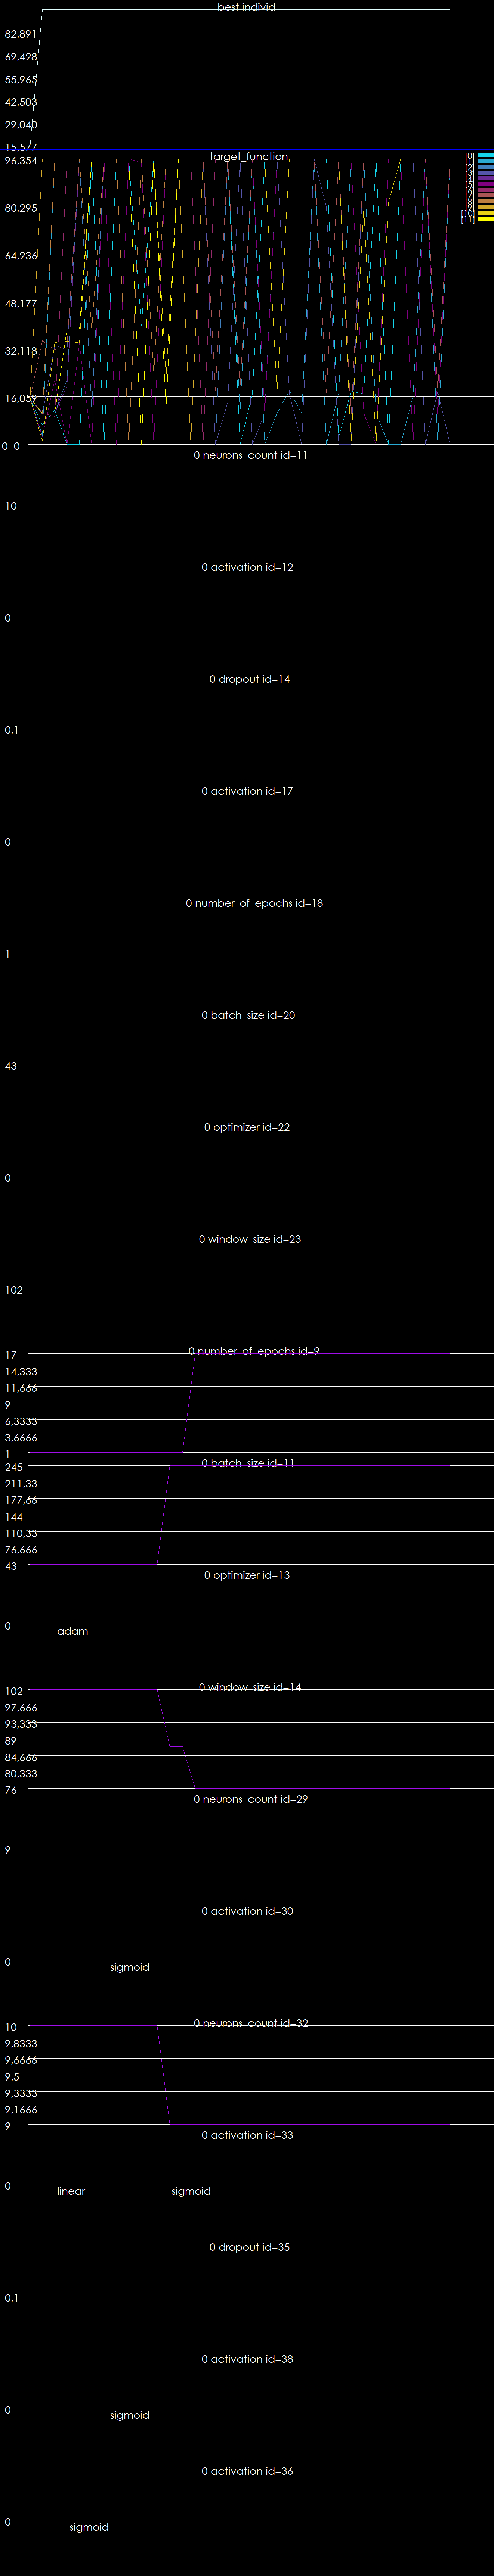 best individ
82,891
69,428
55,965
42,503
29,040
15,577
target_function
96,354
80,295
64,236
48,177
32,118
16,059
0 0
[0]
[1]
[2]
[3]
[4]
[5]
[6]
[7]
[8]
[9]
[10]
[11]
0 neurons_count id=11
10
0 activation id=12
0
0 dropout id=14
0,1
0 activation id=17
0
0 number_of_epochs id=18
1
0 batch_size id=20
43
0 optimizer id=22
0
0 window_size id=23
102
0 number_of_epochs id=9
17
14,333
11,666
9
6,3333
3,6666
1
0 batch_size id=11
245
211,33
177,66
144
110,33
76,666
43
0 optimizer id=13
0
adam
0 window_size id=14
102
97,666
93,333
89
84,666
80,333
76
0 neurons_count id=29
9
0 activation id=30
0
sigmoid
0 neurons_count id=32
10
9,8333
9,6666
9,5
9,3333
9,1666
9
0 activation id=33
0
linear sigmoid
0 dropout id=35
0,1
0 activation id=38
0
sigmoid
0 activation id=36
0
sigmoid